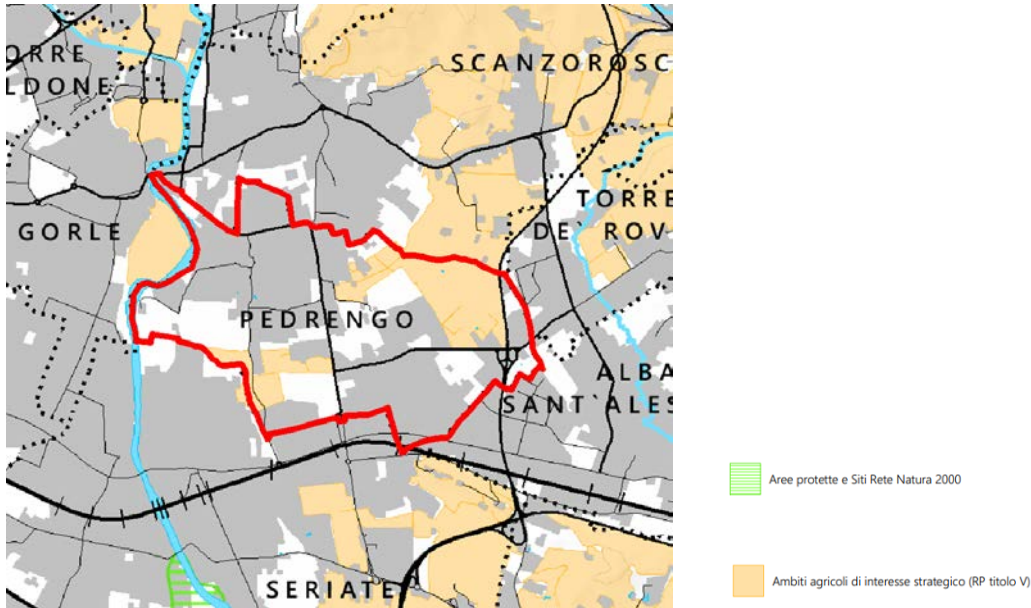 ORRE
LDONE
SCANZOROSC
TORRE
DE` ROV
GORLE
PEDRENGO
ALBA
SANT`ALES
SERIATE
Aree protette e Siti Rete Natura 2000
Ambiti agricoli di interesse strategico (RP titolo V)